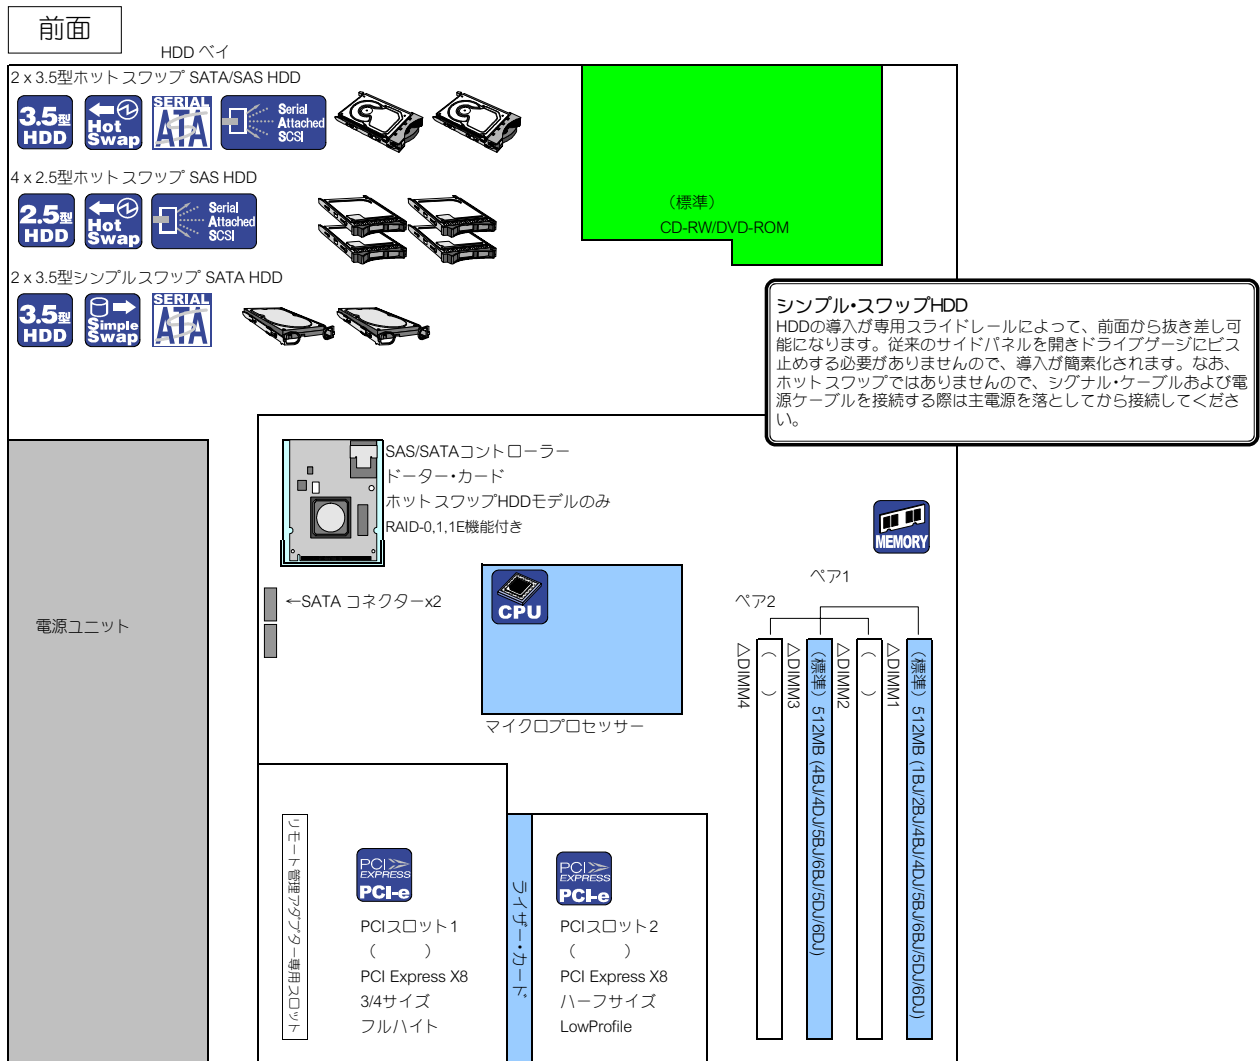 前面
HDD ベイ
2 x 3.5型ホットスワップ SATA/SAS HDD
3.5型
HDD
Hot
Swap
SERIAL
ATA
Serial
Attached
SCSI
4 x 2.5型ホットスワップ SAS HDD
2.5型
HDD
Hot
Swap
Serial
Attached
SCSI
2 x 3.5型シンプルスワップ SATA HDD
3.5型
HDD
Simple
Swap
SERIAL
ATA
（標準）
CD-RW/DVD-ROM
シンプル・スワップHDD
HDDの導入が専用スライドレールによって、前面から抜き差し可
能になります。従来のサイドパネルを開きドライブゲージにビス
止めする必要がありませんので、導入が簡素化されます。なお、
ホットスワップではありませんので、シグナル・ケーブルおよび電
源ケーブルを接続する際は主電源を落としてから接続してくださ
い。
SAS/SATAコントローラー
ドーター・カード
ホットスワップHDDモデルのみ
RAID-0,1,1E機能付き
MEMORY
←SATA コネクターx2
CPU
マイクロプロセッサー
電源ユニット
ペア1
ペア2
△DIMM4
（　）
△DIMM3
（標準） 512MB (4BJ/4DJ/5BJ/6BJ/5DJ/6DJ)
△DIMM2
（　）
△DIMM1
（標準） 512MB (1BJ/2BJ/4BJ/4DJ/5BJ/6BJ/5DJ/6DJ)
リモート管理アダプター専用スロット
PCI
EXPRESS
PCI-e
PCIスロット1
（　　）
PCI Express X8
3/4サイズ
フルハイト
ライザー・カード
PCI
EXPRESS
PCI-e
PCIスロット2
（　　）
PCI Express X8
ハーフサイズ
LowProfile